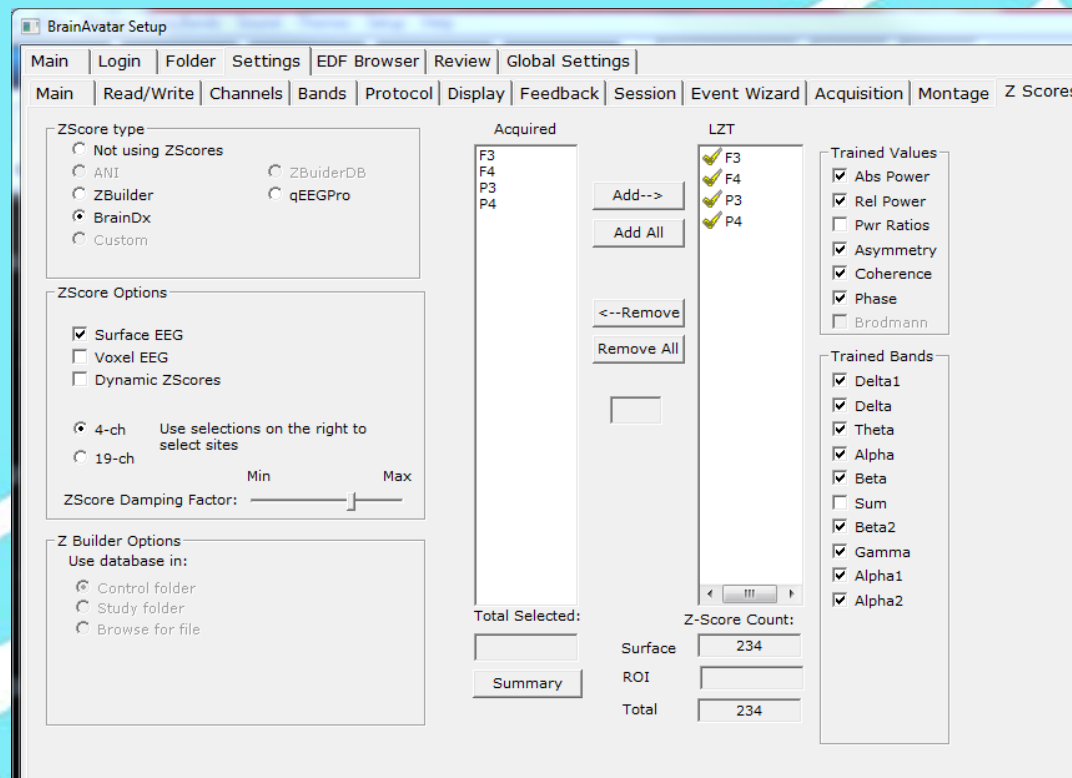 BrainAvatar Setup
Main Login Folder Settings EDF Browser Review Global Settings
Main Read/Write Channels Bands Protocol Display Feedback Session Event Wizard Acquisition Montage Z Scores
ZScore type
Not using ZScores
ANI ZBuiderDB
ZBuilder qEEGPro
BrainDx
Custom
ZScore Options
Surface EEG
Voxel EEG
Dynamic ZScores
4-ch
Use selections on the right to
select sites
19-ch
Min Max
ZScore Damping Factor:
Z Builder Options
Use database in:
Control folder
Study folder
Browse for file
Acquired
F3
F4
P3
P4
Total Selected:
Summary
Add-->
Add All
<--Remove
Remove All
LZT
F3
F4
P3
P4
Z-Score Count:
Surface 234
ROI
Total 234
Trained Values
Abs Power
Rel Power
Pwr Ratios
Asymmetry
Coherence
Phase
Brodmann
Trained Bands
Delta1
Delta
Theta
Alpha
Beta
Sum
Beta2
Gamma
Alpha1
Alpha2